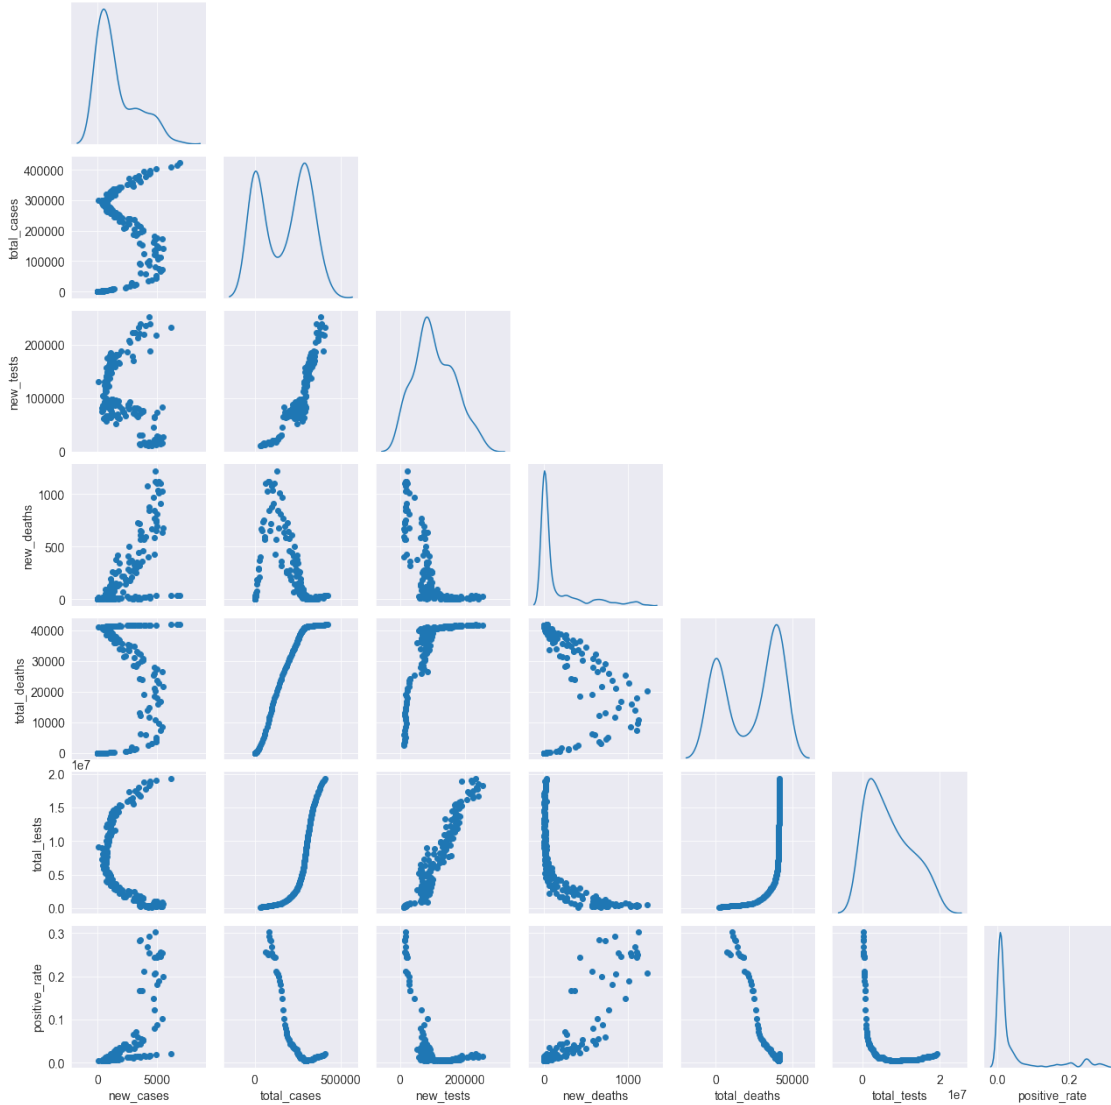 400000
300000
200000
100000
0
total_cases
200000
100000
0
new_tests
1000
500
0
new_deaths
40000
30000
20000
10000
0
total_deaths
1e7
2.0
1.5
1.0
0.5
0.0
total_tests
0.3
0.2
0.1
0.0
positive_rate
0 5000 0 500000 0 200000 0 1000 0 50000 0 2 1e7 0.0 0.2
new_cases total_cases new_tests new_deaths total_deaths total_tests positive_rate